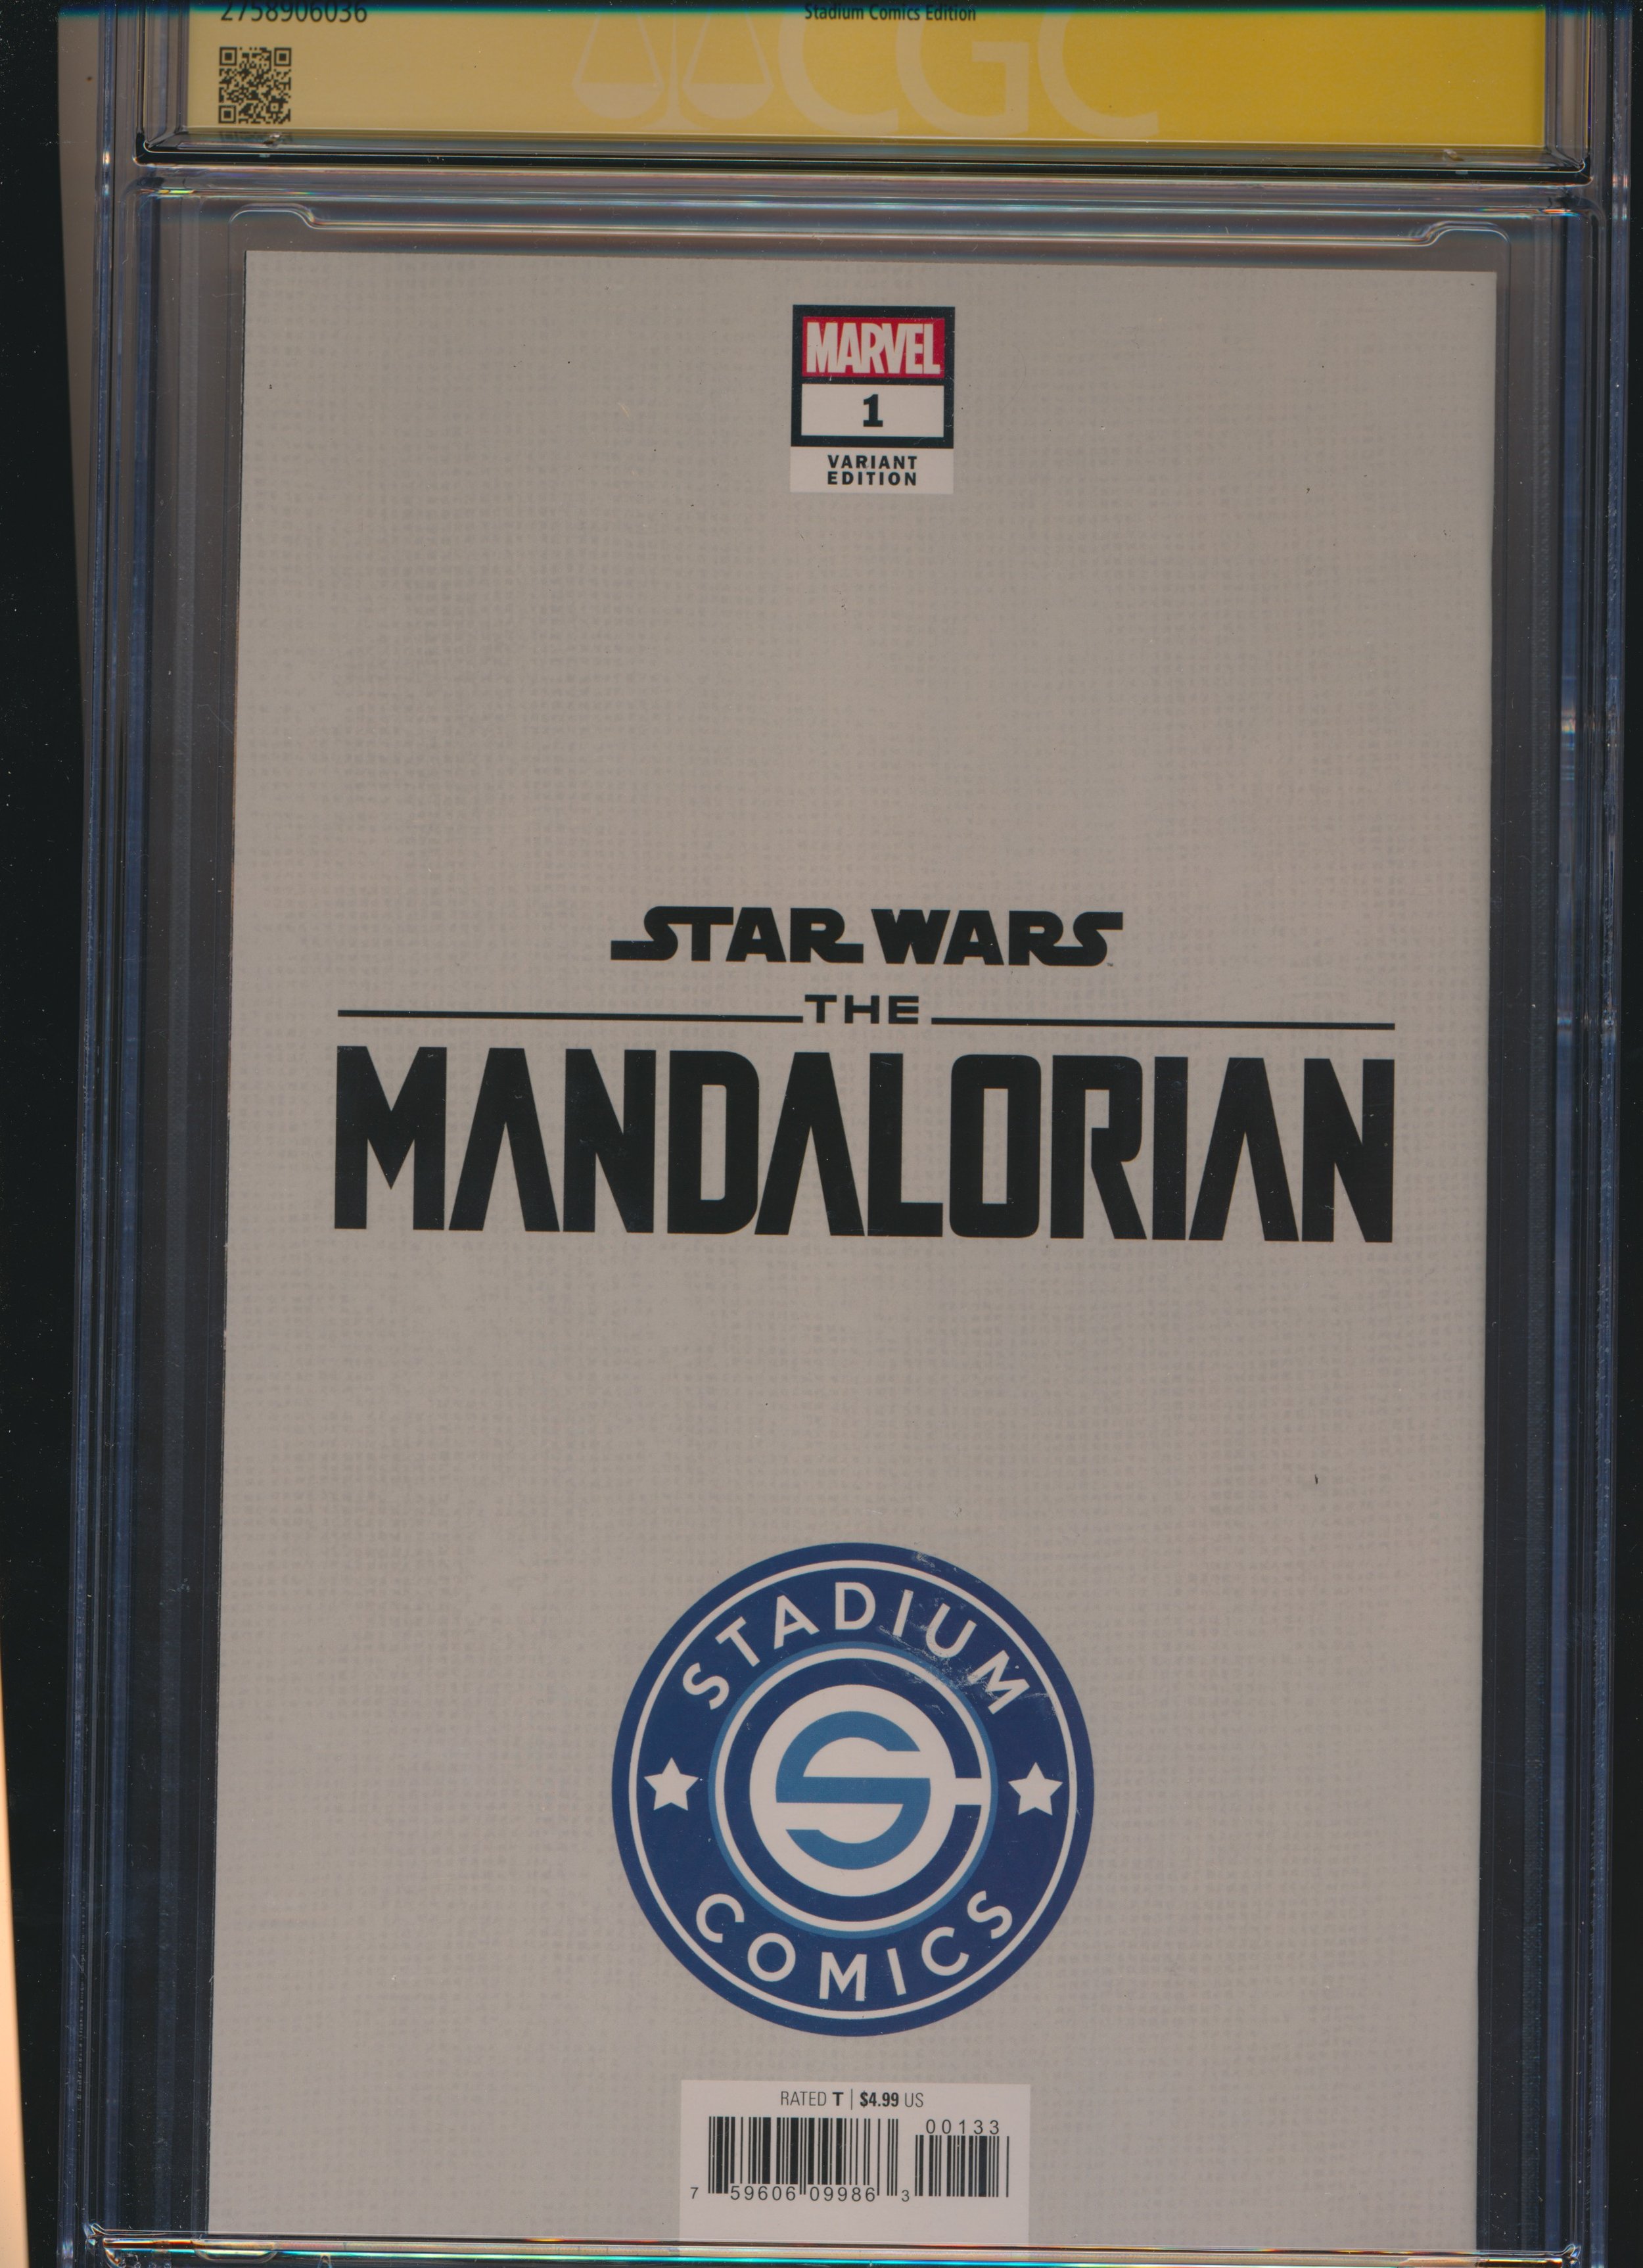 2758906036
Stadium Comics Edition
CGC
MARVEL
1
VARIANT
EDITION
STAR WARS
THE
MANDALORIAN
STADIUM
SC
COMICS
RATED T | $4.99 US
00133
7 59606 09986 3